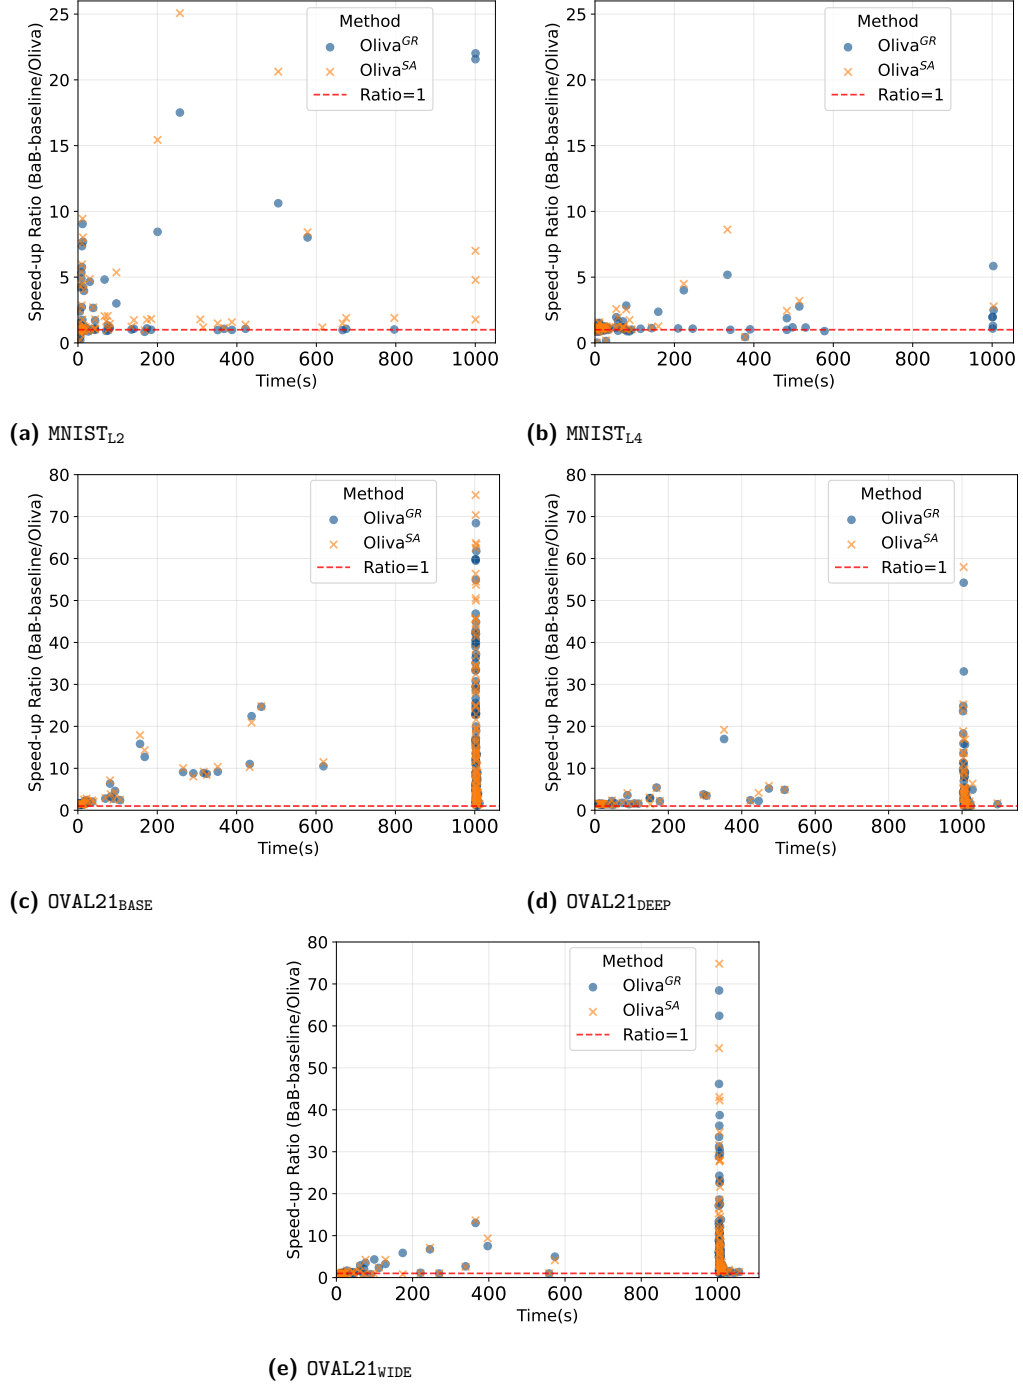 25
20
15
10
5
0
0 200 400 600 800 1000
Speed-up Ratio (BaB-baseline/Oliva)
Time(s)
Method
Oliva^GR
Oliva^SA
Ratio=1
(a) MNIST_L2
25
20
15
10
5
0
0 200 400 600 800 1000
Speed-up Ratio (BaB-baseline/Oliva)
Time(s)
Method
Oliva^GR
Oliva^SA
Ratio=1
(b) MNIST_L4
80
70
60
50
40
30
20
10
0
0 200 400 600 800 1000
Speed-up Ratio (BaB-baseline/Oliva)
Time(s)
Method
Oliva^GR
Oliva^SA
Ratio=1
(c) OVAL21_BASE
80
70
60
50
40
30
20
10
0
0 200 400 600 800 1000
Speed-up Ratio (BaB-baseline/Oliva)
Time(s)
Method
Oliva^GR
Oliva^SA
Ratio=1
(d) OVAL21_DEEP
80
70
60
50
40
30
20
10
0
0 200 400 600 800 1000
Speed-up Ratio (BaB-baseline/Oliva)
Time(s)
Method
Oliva^GR
Oliva^SA
Ratio=1
(e) OVAL21_WIDE